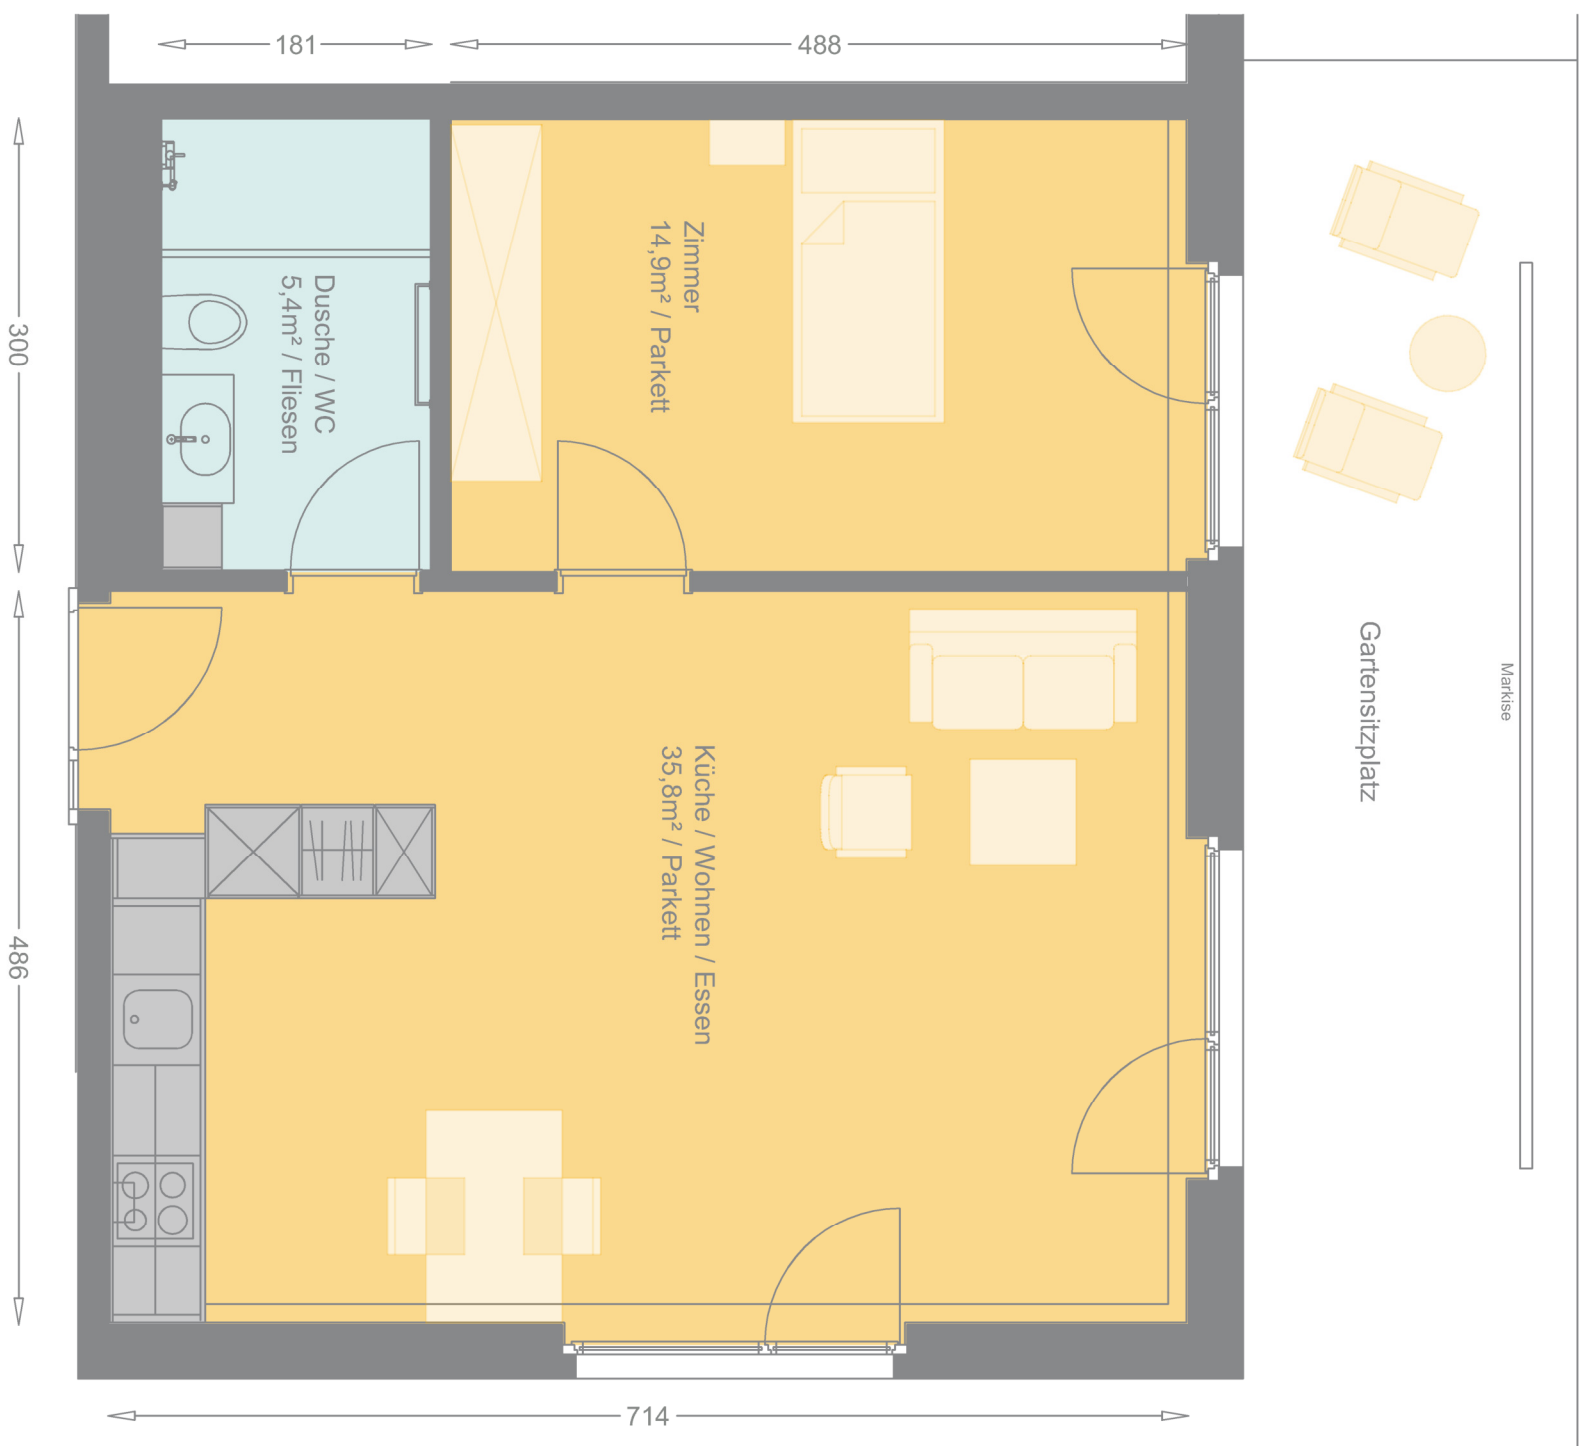 181
488
300
Zimmer
14,9m² / Parkett
Dusche / WC
5,4m² / Fliesen
Gartensitzplatz
Markise
Küche / Wohnen / Essen
35,8m² / Parkett
486
714